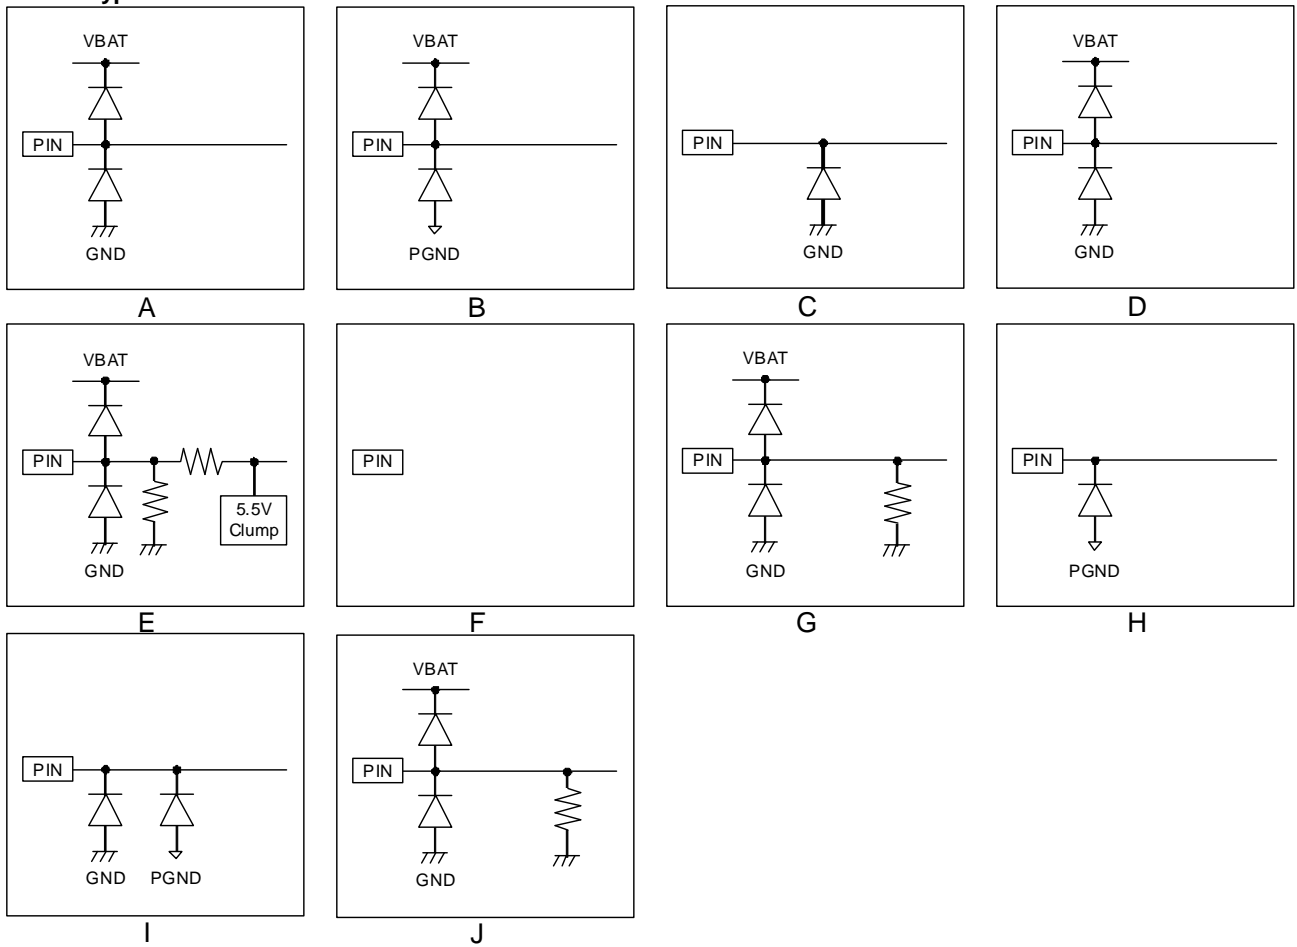 VBAT
PIN
GND
A
VBAT
PIN
PGND
B
PIN
GND
C
VBAT
PIN
GND
D
VBAT
PIN
5.5V
Clump
GND
E
PIN
F
VBAT
PIN
GND
G
PIN
PGND
H
PIN
GND PGND
I
VBAT
PIN
GND
J